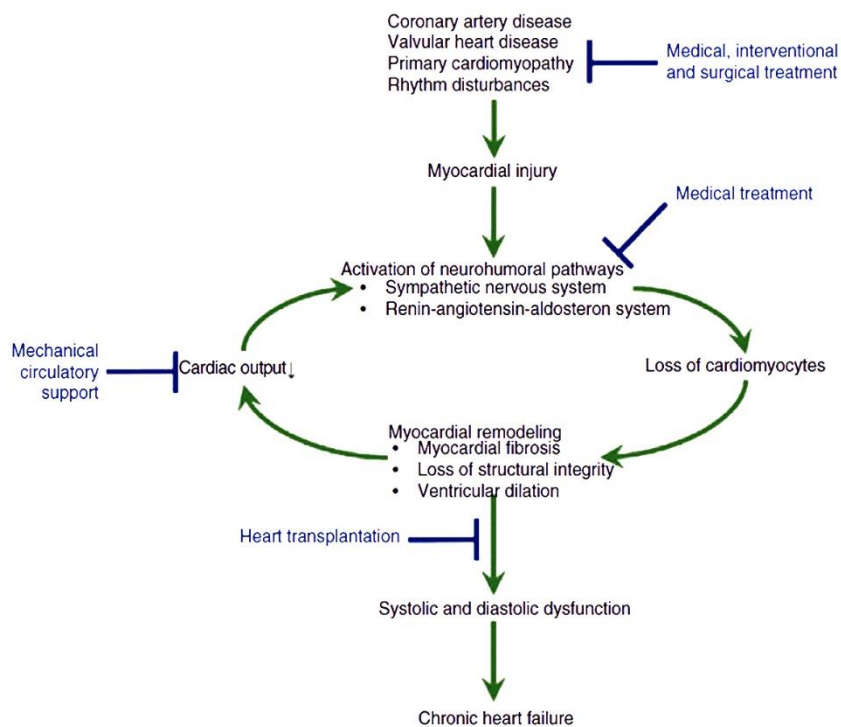 Coronary artery disease
Valvular heart disease
Primary cardiomyopathy
Rhythm disturbances
Medical, interventional
and surgical treatment
Myocardial injury
Medical treatment
Activation of neurohumoral pathways
• Sympathetic nervous system
• Renin-angiotensin-aldosteron system
Mechanical
circulatory
support
Cardiac output↓
Loss of cardiomyocytes
Myocardial remodeling
• Myocardial fibrosis
• Loss of structural integrity
• Ventricular dilation
Heart transplantation
Systolic and diastolic dysfunction
Chronic heart failure